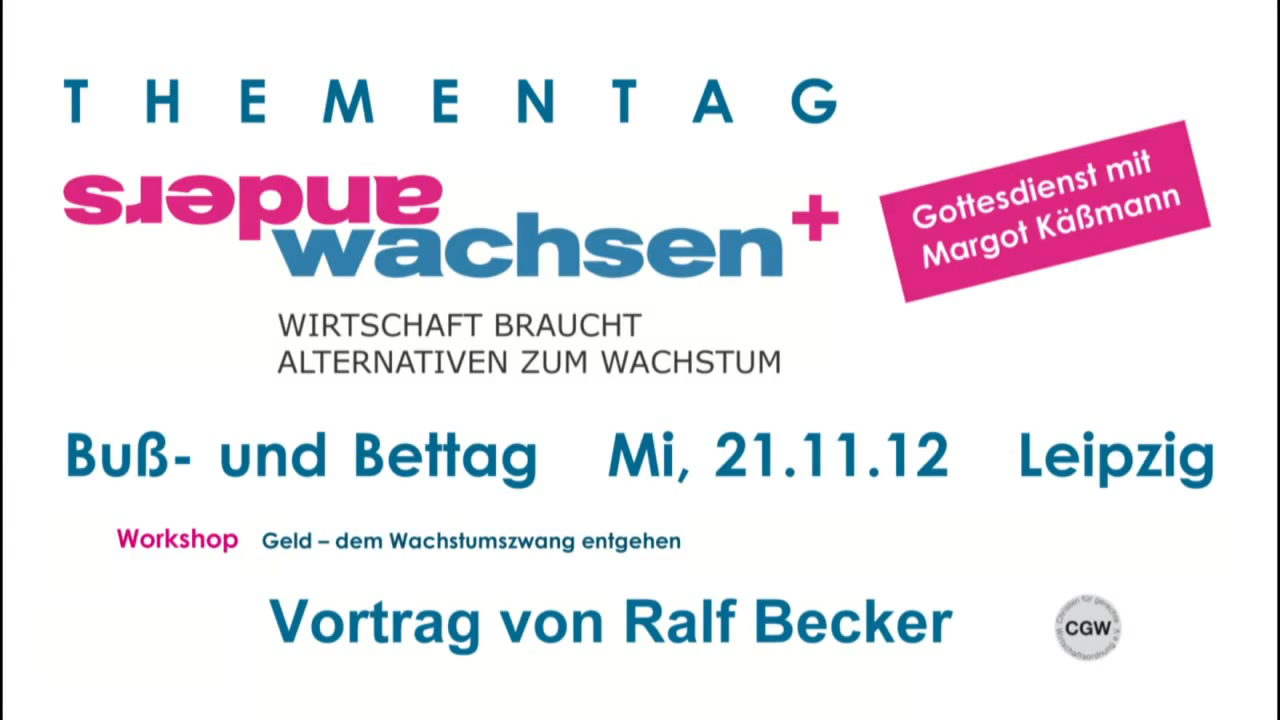 THEMENTAG
anders
wachsen+
Gottesdienst mit
Margot Käßmann
WIRTSCHAFT BRAUCHT
ALTERNATIVEN ZUM WACHSTUM
Buß- und Bettag Mi, 21.11.12 Leipzig
Workshop Geld – dem Wachstumszwang entgehen
Vortrag von Ralf Becker
CGW